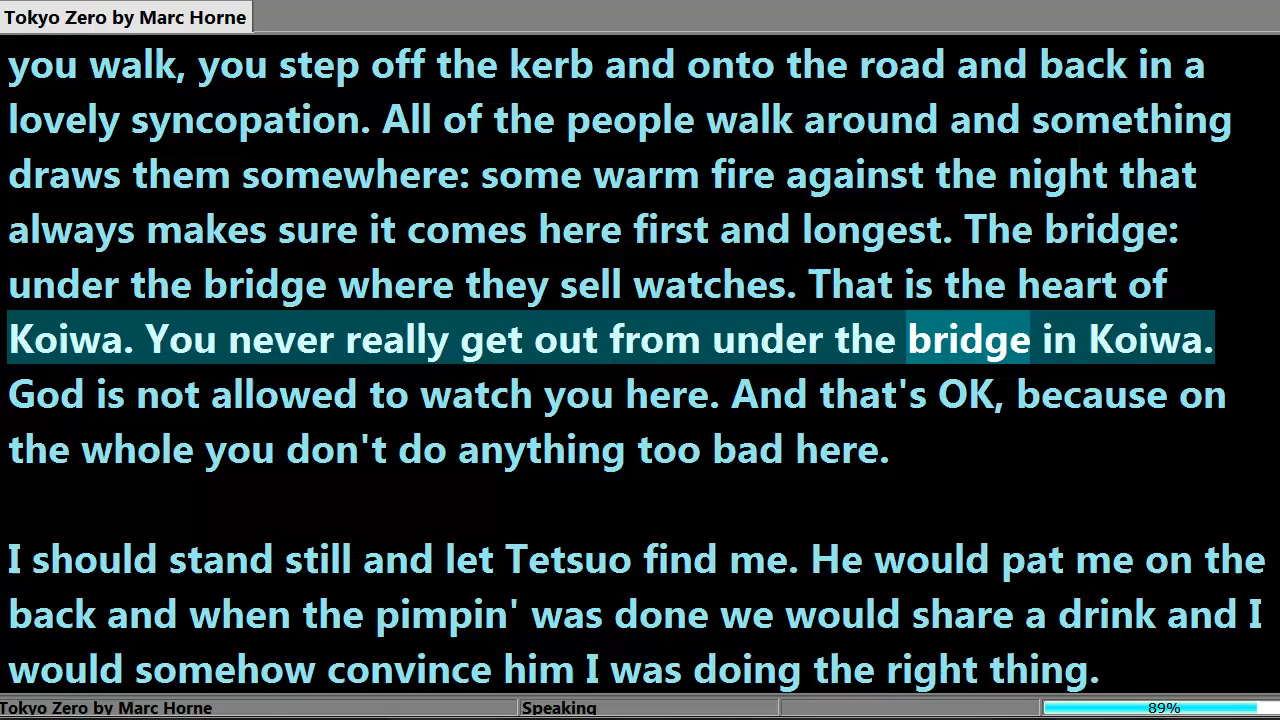 Tokyo Zero by Marc Horne
you walk, you step off the kerb and onto the road and back in a
lovely syncopation. All of the people walk around and something
draws them somewhere: some warm fire against the night that
always makes sure it comes here first and longest. The bridge:
under the bridge where they sell watches. That is the heart of
Koiwa. You never really get out from under the bridge in Koiwa.
God is not allowed to watch you here. And that's OK, because on
the whole you don't do anything too bad here.
I should stand still and let Tetsuo find me. He would pat me on the
back and when the pimpin' was done we would share a drink and I
would somehow convince him I was doing the right thing.
Tokyo Zero by Marc Horne Speaking 89%